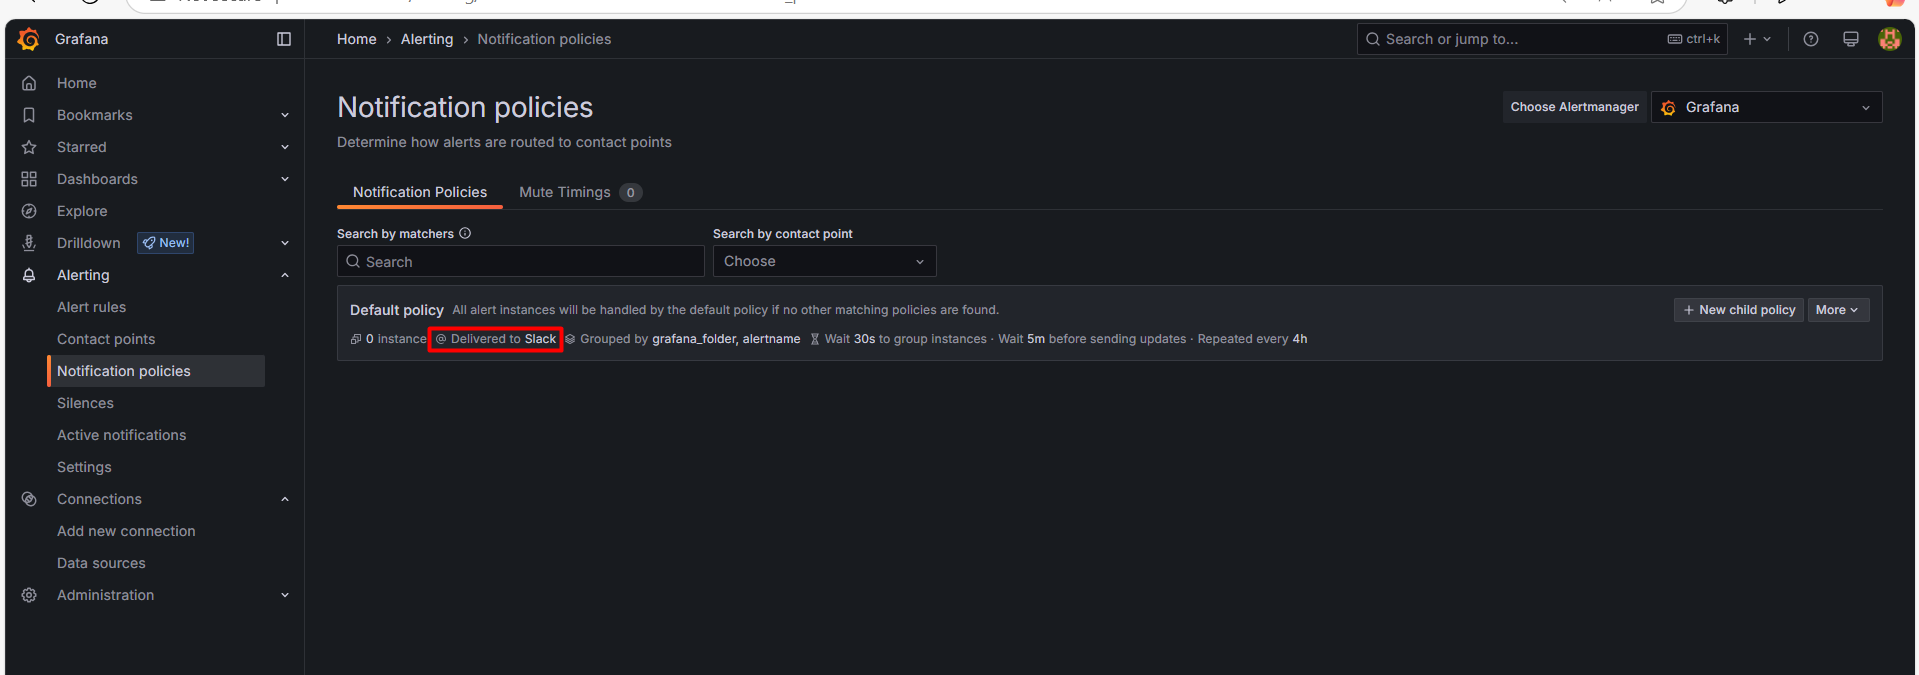 Grafana
Home › Alerting › Notification policies
Search or jump to...
ctrl+k
Home
Bookmarks
Starred
Dashboards
Explore
Drilldown
New!
Alerting
Alert rules
Contact points
Notification policies
Silences
Active notifications
Settings
Connections
Add new connection
Data sources
Administration
Notification policies
Determine how alerts are routed to contact points
Choose Alertmanager
Grafana
Notification Policies
Mute Timings 0
Search by matchers
Search
Search by contact point
Choose
Default policy All alert instances will be handled by the default policy if no other matching policies are found.
+ New child policy
More
0 instance @ Delivered to Slack Grouped by grafana_folder, alertname Wait 30s to group instances · Wait 5m before sending updates · Repeated every 4h